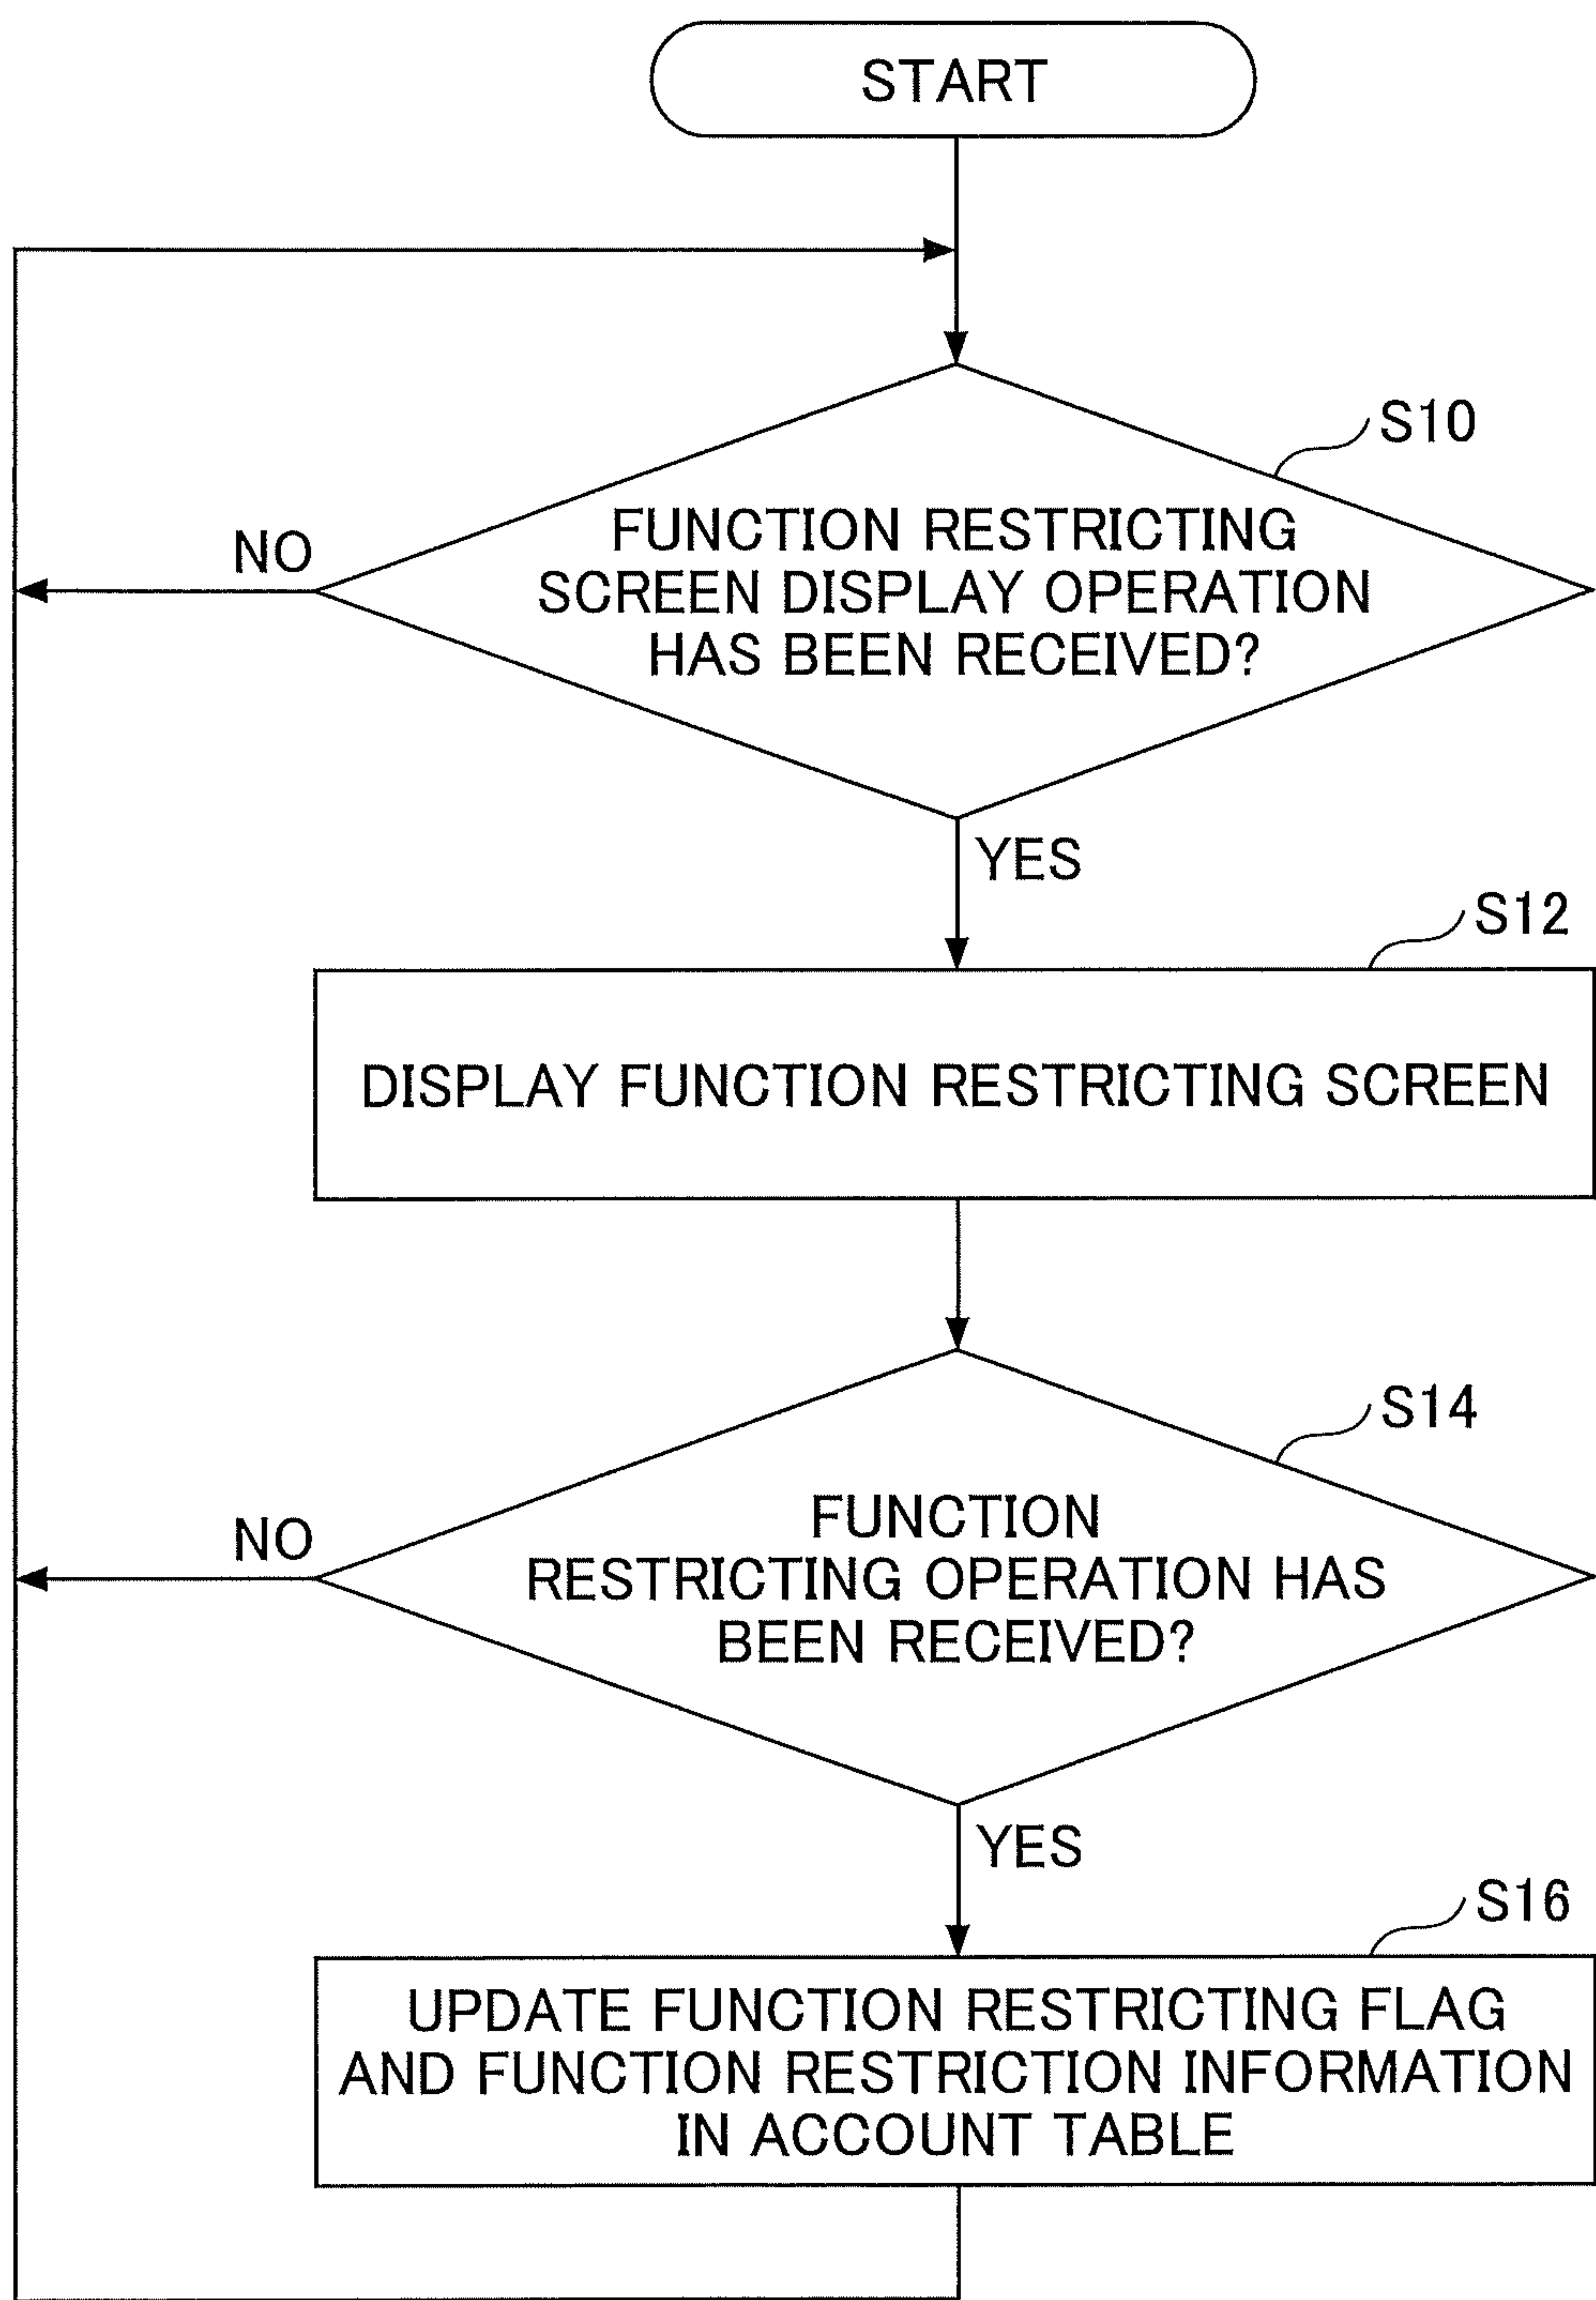 START
S10
FUNCTION RESTRICTING
SCREEN DISPLAY OPERATION
HAS BEEN RECEIVED?
NO
YES
S12
DISPLAY FUNCTION RESTRICTING SCREEN
S14
FUNCTION
RESTRICTING OPERATION HAS
BEEN RECEIVED?
NO
YES
S16
UPDATE FUNCTION RESTRICTING FLAG
AND FUNCTION RESTRICTION INFORMATION
IN ACCOUNT TABLE